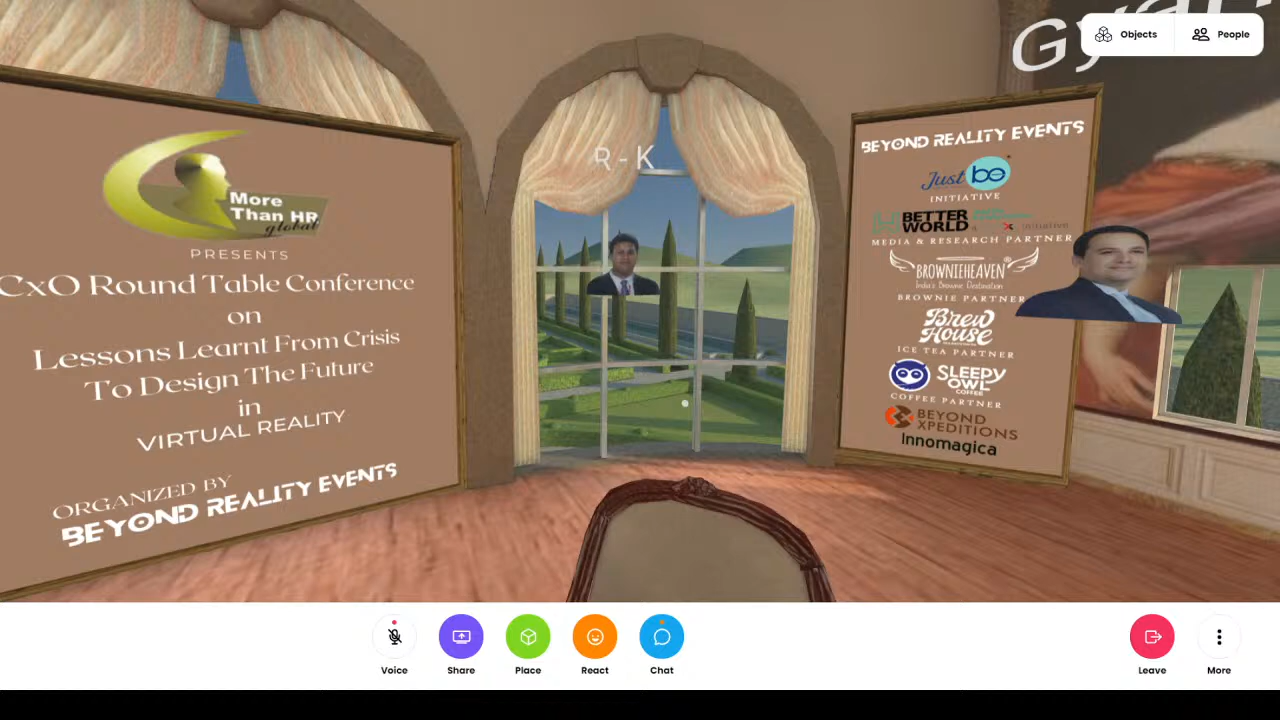 Objects
People
Gyan
R-K
More
Than HR
global
PRESENTS
CxO Round Table Conference
on
Lessons Learnt From Crisis
To Design The Future
in
VIRTUAL REALITY
ORGANIZED BY
BEYOND REALITY EVENTS
BEYOND REALITY EVENTS
Just be
INITIATIVE
BETTER
WORLD
initiative
MEDIA & RESEARCH PARTNER
BROWNIEHEAVEN®
India's Brownie Destination
BROWNIE PARTNER
BREW
HOUSE
ICE TEA PARTNER
SLEEPY
OWL
COFFEE
COFFEE PARTNER
BEYOND
XPEDITIONS
Innomagica
Voice
Share
Place
React
Chat
Leave
More